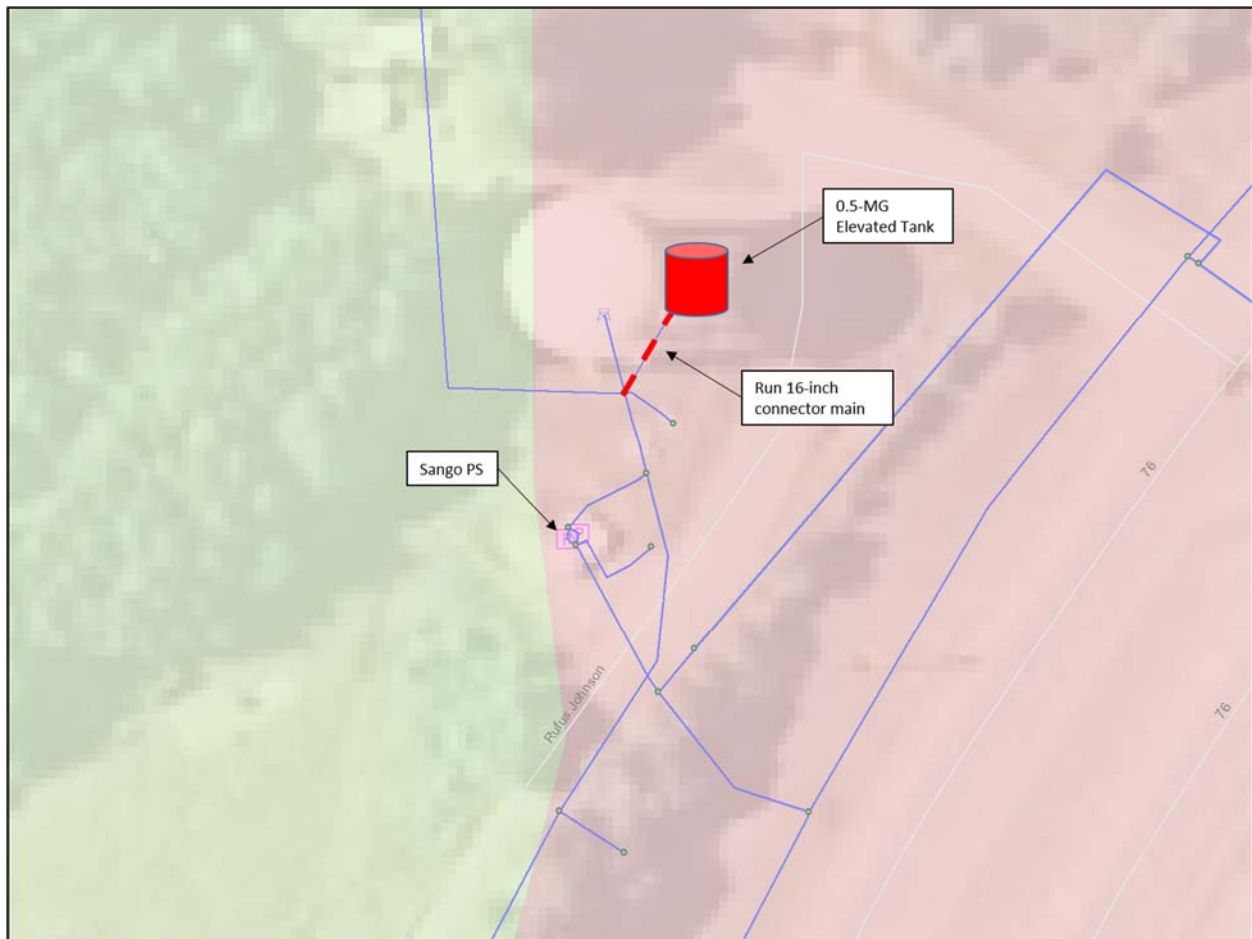 0.5-MG
Elevated Tank
Run 16-inch
connector main
76
Sango PS
Rufus Johnson
76